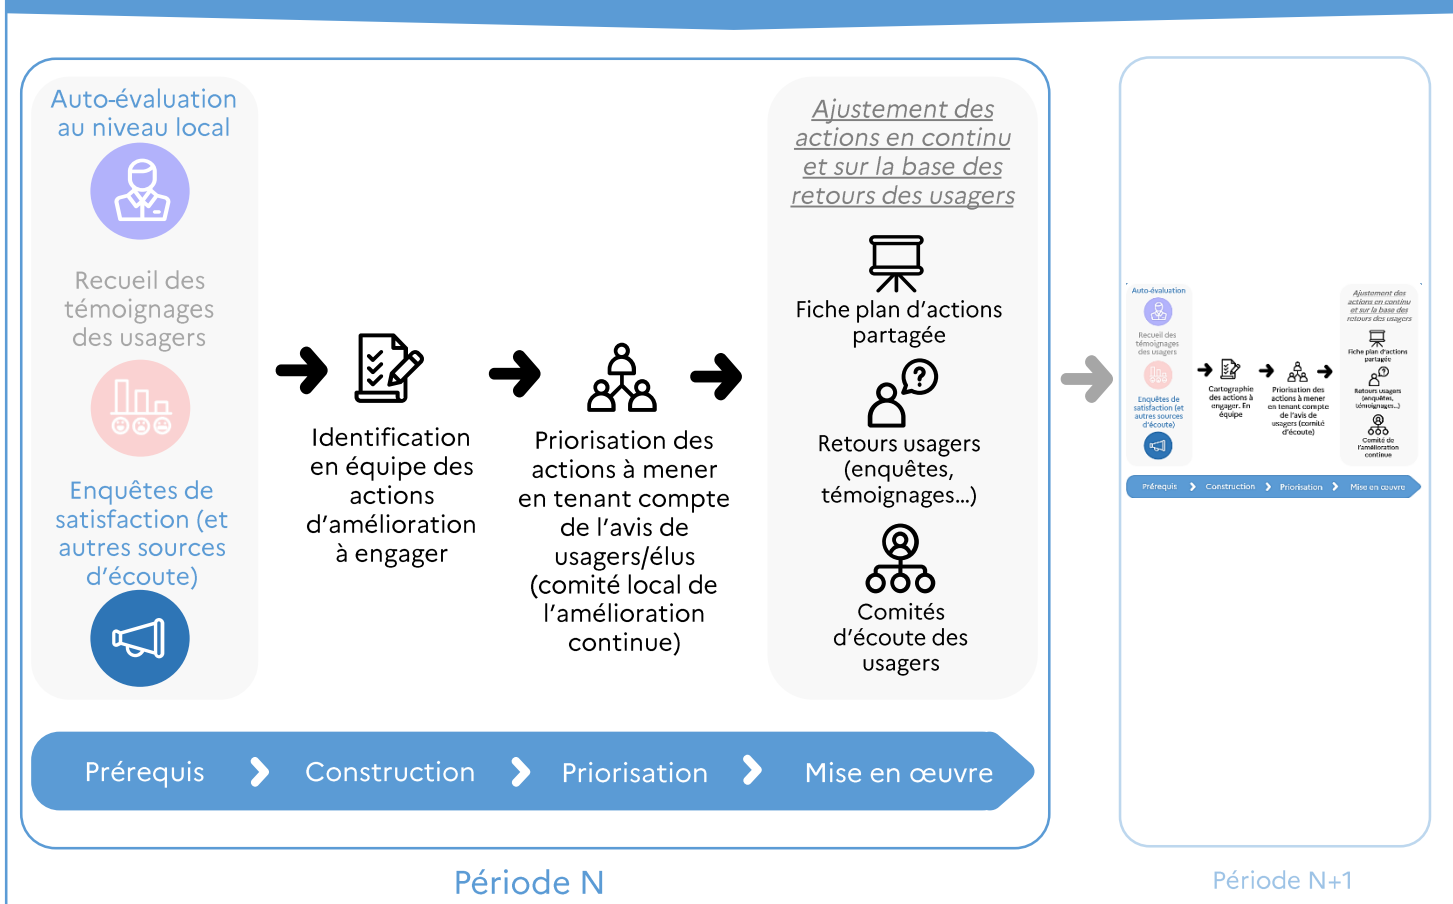 Auto-évaluation
au niveau local
Recueil des
témoignages
des usagers
Enquêtes de
satisfaction (et
autres sources
d'écoute)
Identification
en équipe des
actions
d'amélioration
à engager
Priorisation des
actions à mener
en tenant compte
de l'avis de
usagers/élus
(comité local de
l'amélioration
continue)
Ajustement des
actions en continu
et sur la base des
retours des usagers
Fiche plan d'actions
partagée
Retours usagers
(enquêtes,
témoignages...)
Comités
d'écoute des
usagers
Prérequis
Construction
Priorisation
Mise en œuvre
Période N
Auto-évaluation
Recueil des
témoignages
des usagers
Enquêtes de
satisfaction (et
autres sources
d'écoute)
Cartographie
des actions à
engager. En
équipe
Priorisation des
actions à mener
en tenant compte
de l'avis de
usagers (comité
d'écoute)
Ajustement des
actions en continu
et sur la base des
retours des usagers
Fiche plan d'actions
partagée
Retours usagers
(enquêtes,
témoignages...)
Comité de
l'amélioration
continue
Prérequis
Construction
Priorisation
Mise en œuvre
Période N+1